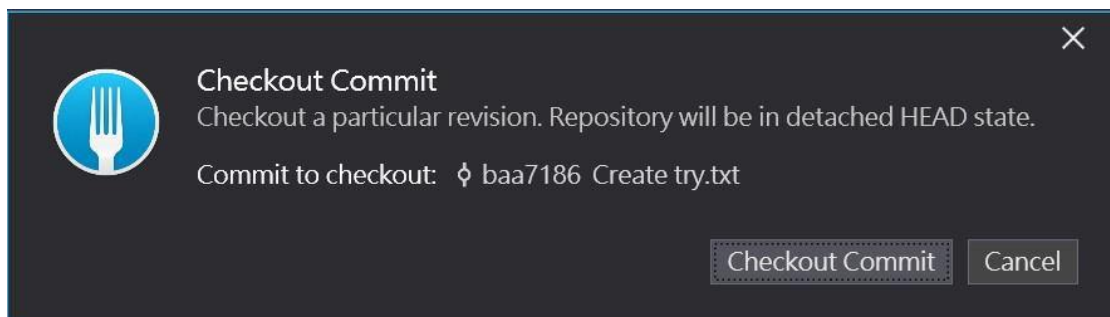 Checkout Commit
Checkout a particular revision. Repository will be in detached HEAD state.
Commit to checkout: baa7186 Create try.txt
Checkout Commit Cancel